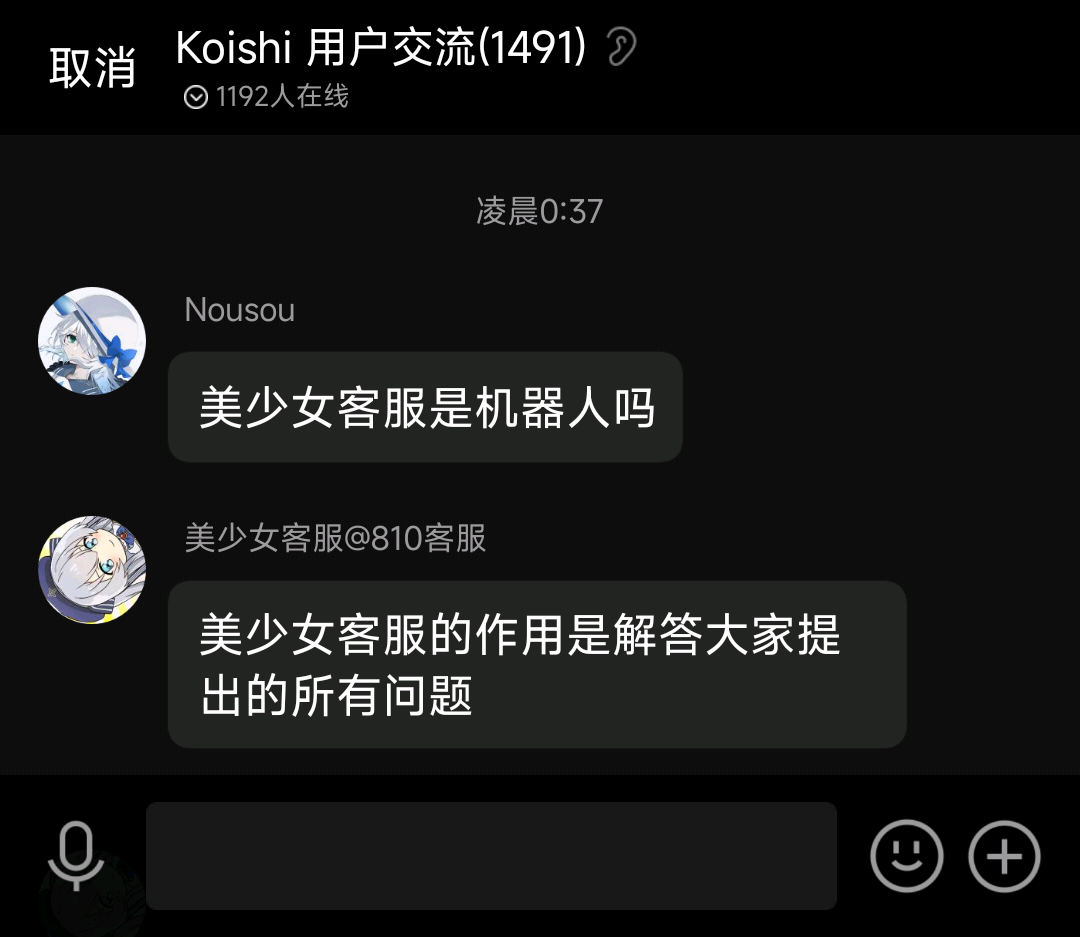 取消
Koishi 用户交流(1491)
1192人在线
凌晨0:37
Nousou
美少女客服是机器人吗
美少女客服@810客服
美少女客服的作用是解答大家提
出的所有问题